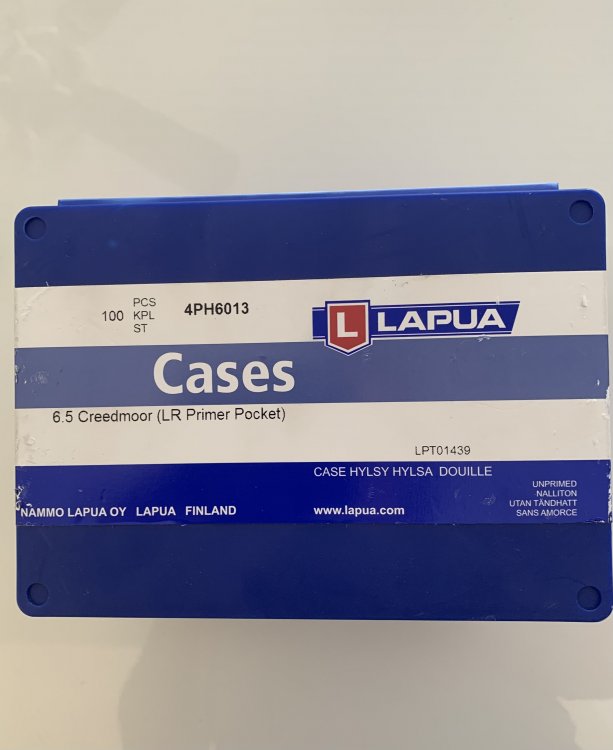 100 PCS KPL ST 4PH6013
L LAPUA
Cases
6.5 Creedmoor (LR Primer Pocket)
LPT01439
CASE HYLSY HYLSA DOUILLE
UNPRIMED
NALLITON
UTAN TÄNDHATT
SANS AMORCE
NAMMO LAPUA OY LAPUA FINLAND
www.lapua.com